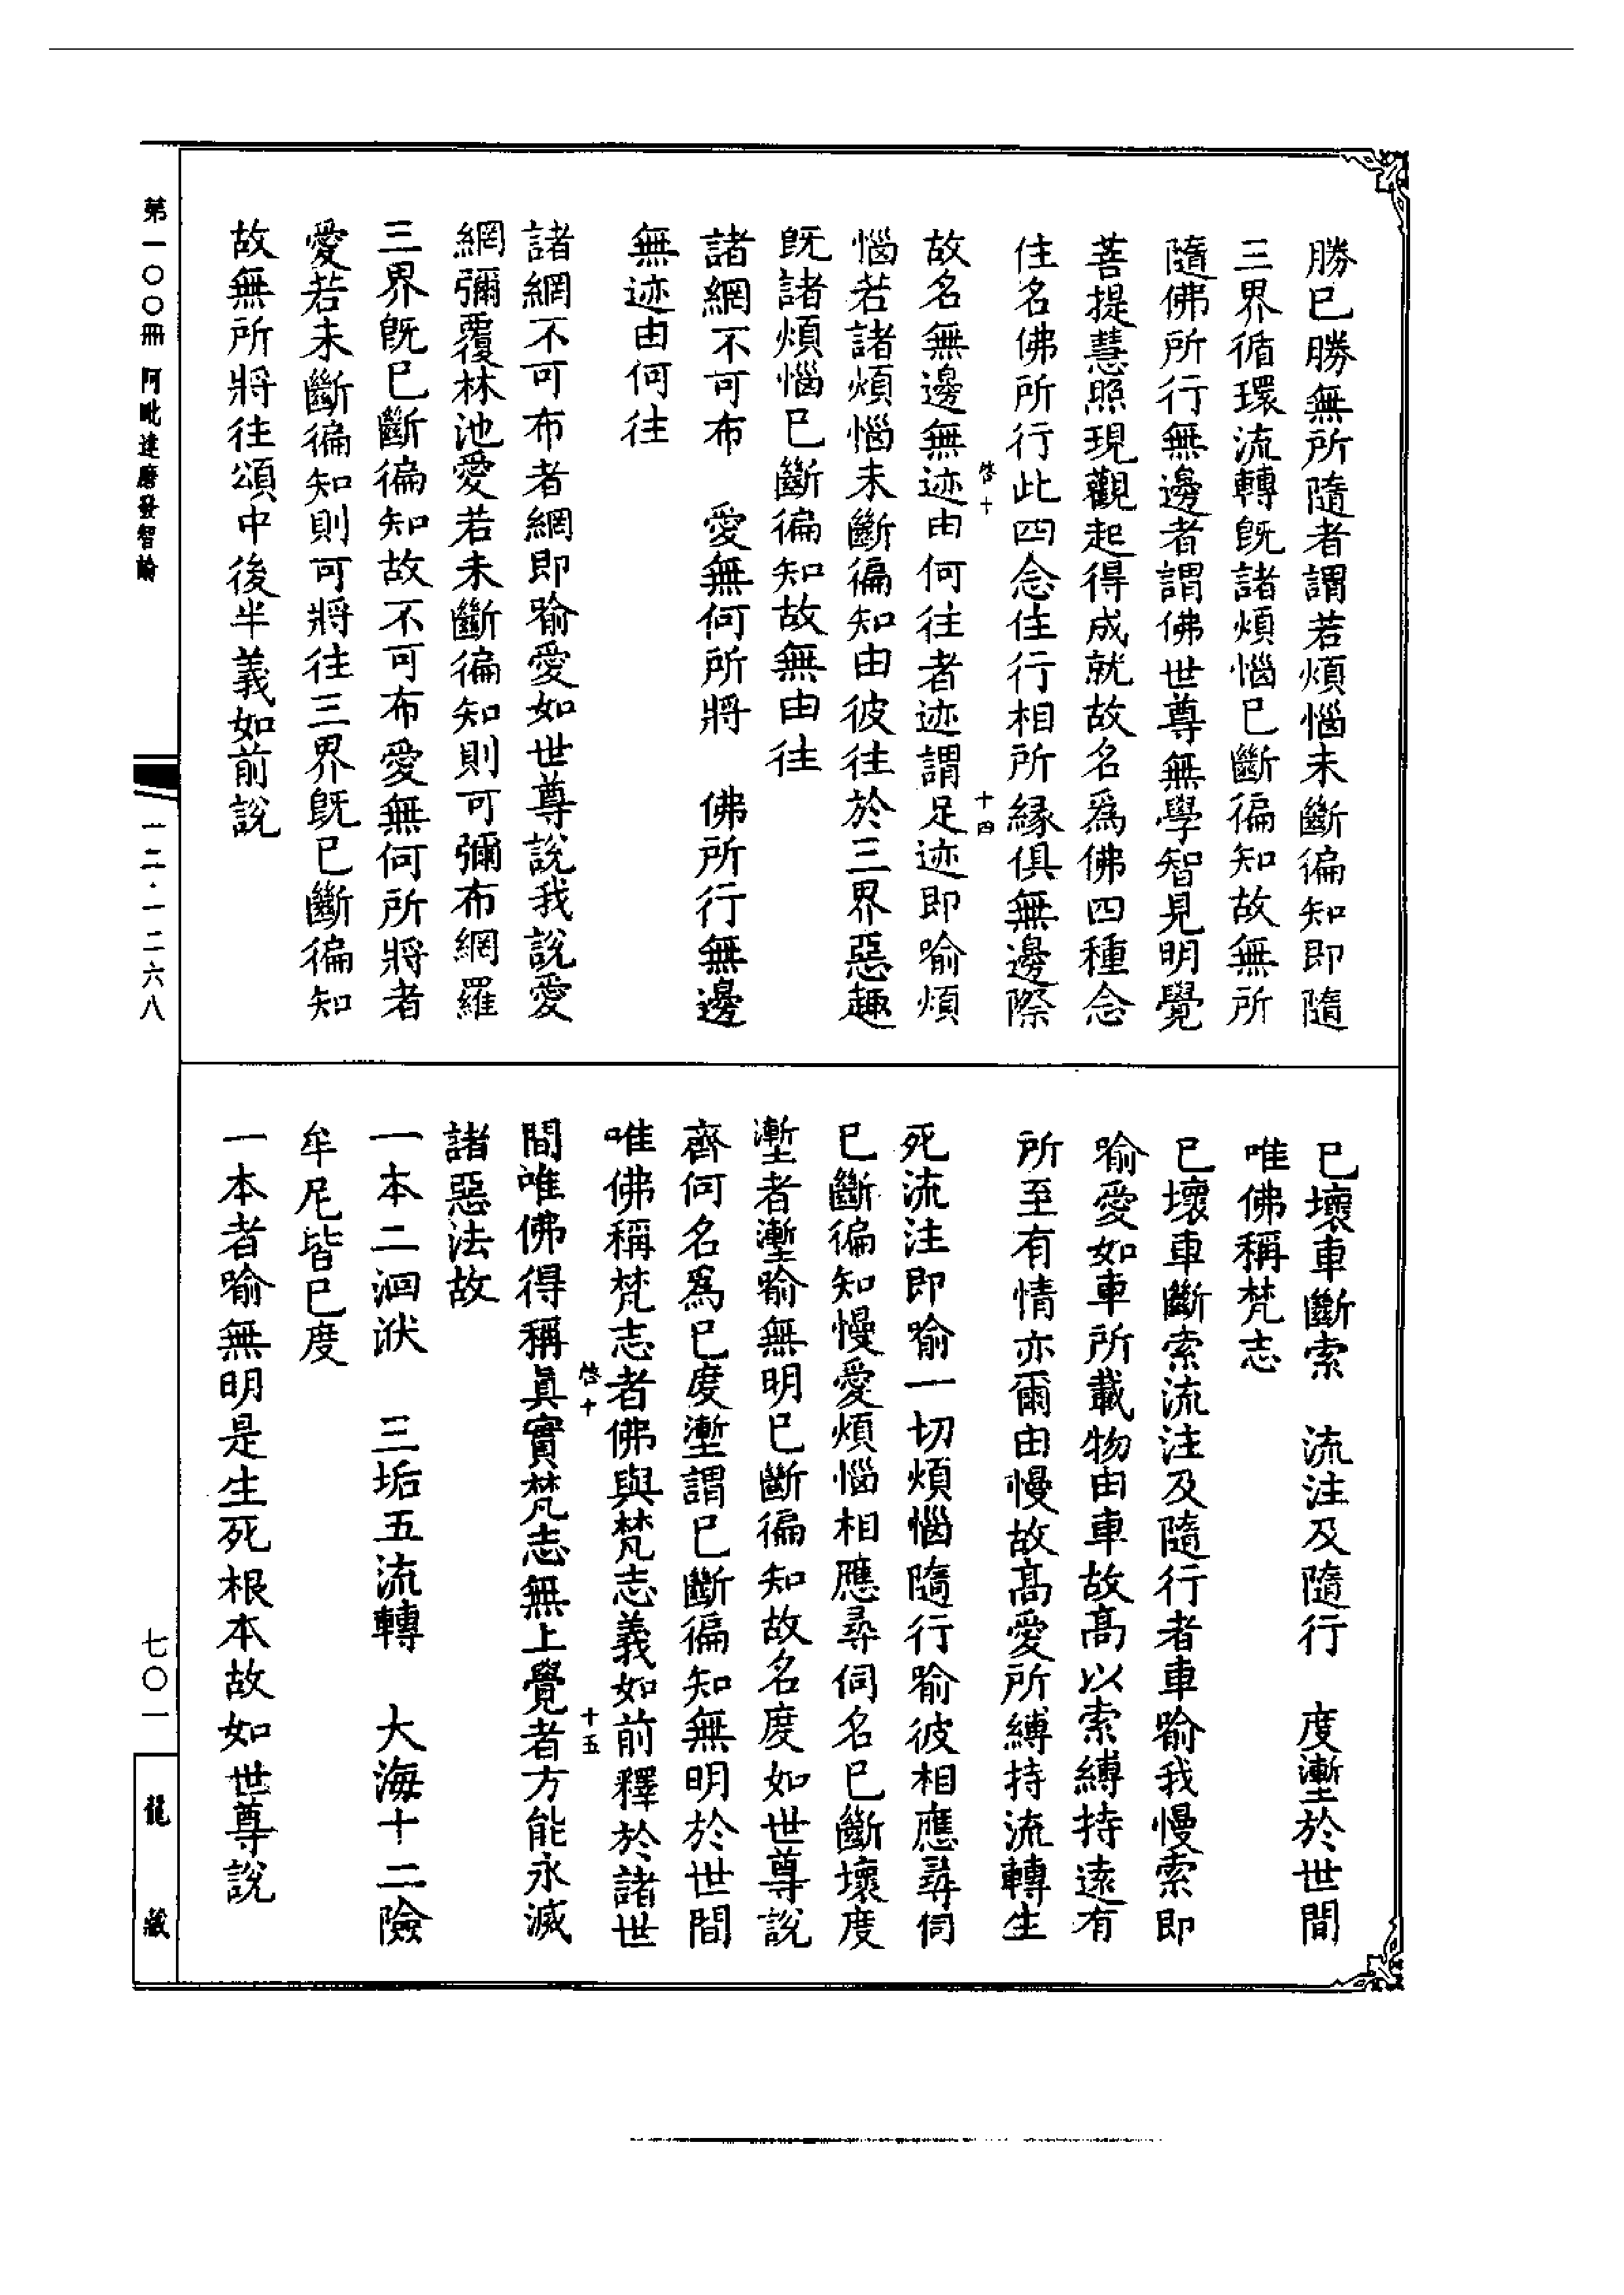 勝已勝無所隨者謂若煩惱未斷徧知即隨
三界循環流轉旣諸煩惱已斷徧知故無所
隨佛所行無邊者謂佛世尊無學智見明覺
菩提慧照現觀起得成就故名爲佛四種念
住名佛所行此四念住行相所緣俱無邊際
啓十
十四
故名無邊無迹由何往者迹謂足迹即喻煩
惱若諸煩惱未斷徧知由彼往於三界惡趣
旣諸煩惱已斷徧知故無由往
諸網不可布　愛無何所將　佛所行無邊
無迹由何往
諸網不可布者網即喻愛如世尊說我說愛
網彌覆林池愛若未斷徧知則可彌布網羅
三界旣已斷徧知故不可布愛無何所將者
愛若未斷徧知則可將往三界旣已斷徧知
故無所將往頌中後半義如前說
已壞車斷索　流注及隨行　度壍於世間
唯佛稱梵志
已壞車斷索流注及隨行者車喻我慢索即
喻愛如車所載物由車故高以索縛持遠有
所至有情亦爾由慢故高愛所縛持流轉生
死流注即喻一切煩惱隨行喻彼相應尋伺
已斷徧知慢愛煩惱相應尋伺名已斷壞度
壍者壍喻無明已斷徧知故名度如世尊說
齊何名爲已度壍謂已斷徧知無明於世間
唯佛稱梵志者佛與梵志義如前釋於諸世
啓十
十五
間唯佛得稱眞實梵志無上覺者方能永滅
諸惡法故
一本二洄洑　三垢五流轉　大海十二險
牟尼皆已度
一本者喻無明是生死根本故如世尊說
第一〇〇冊 阿毗達磨發智論
一二·一二六八
七〇一
龍藏